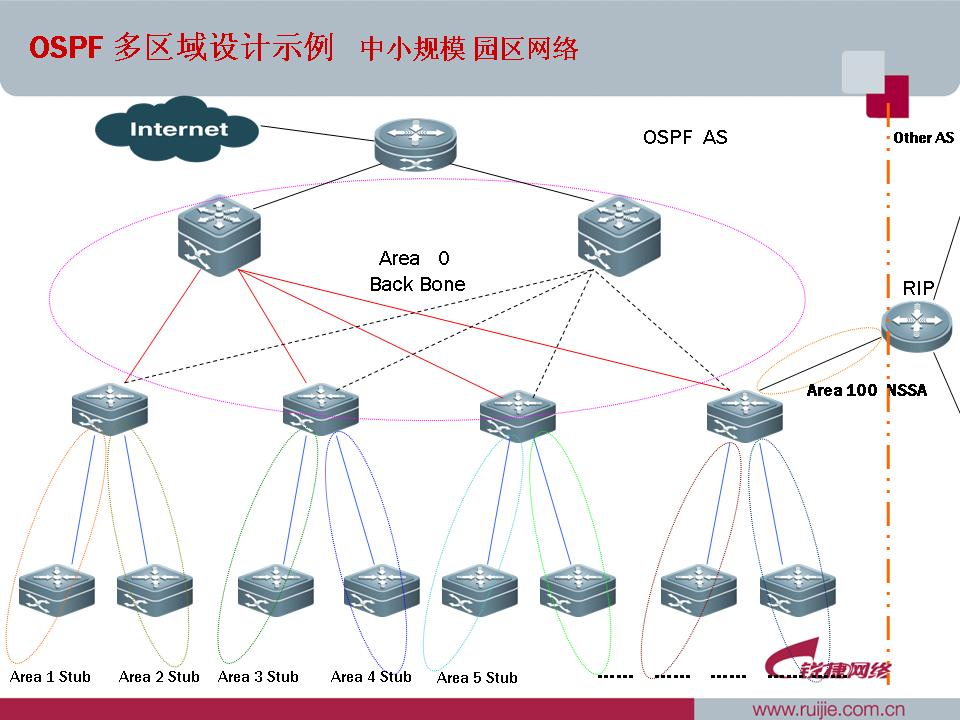 OSPF 多区域设计示例 中小规模 园区网络
Internet
OSPF AS
Other AS
Area 0
Back Bone
RIP
Area 100 NSSA
Area 1 Stub
Area 2 Stub
Area 3 Stub
Area 4 Stub
Area 5 Stub
...... ...... ...... ......
锐捷网络
www.ruijie.com.cn